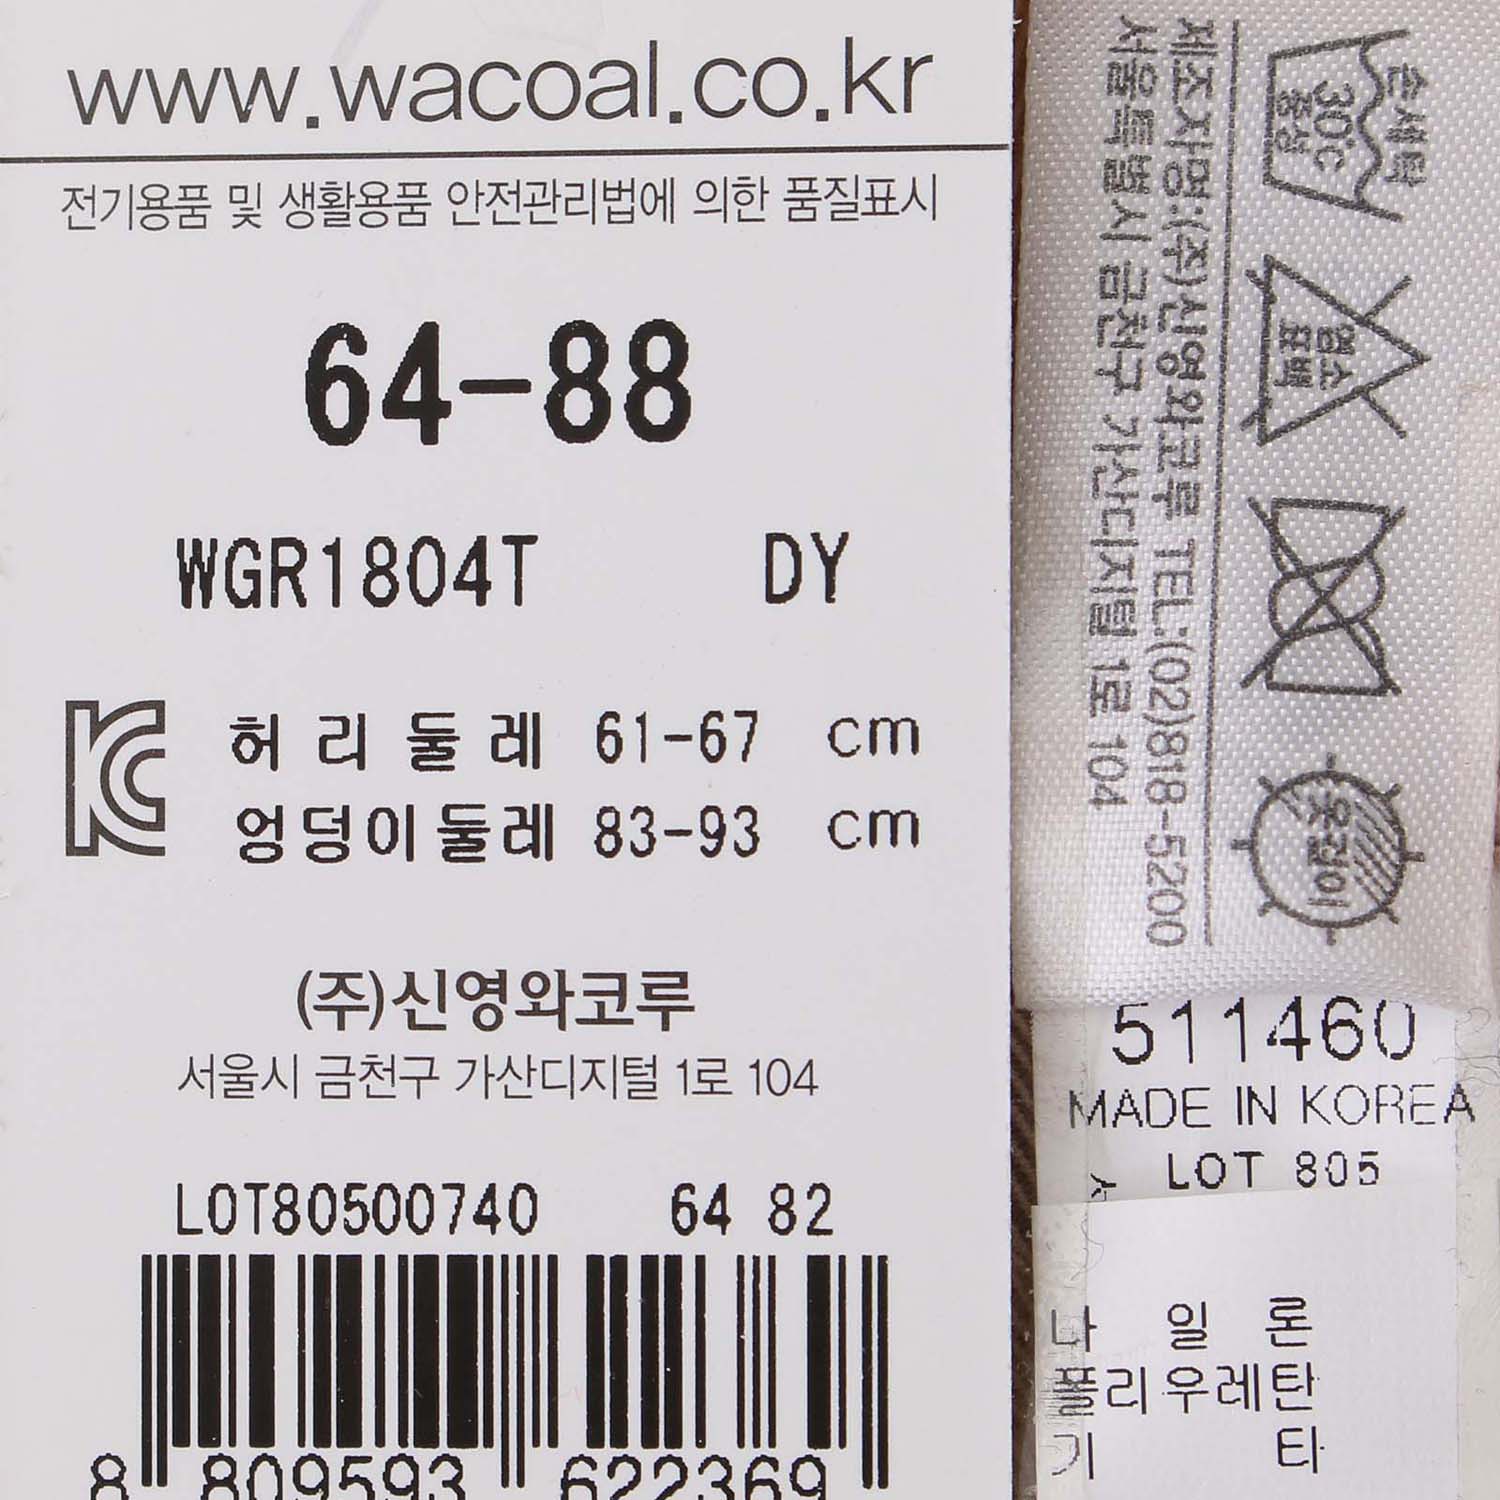 www.wacoal.co.kr
전기용품 및 생활용품 안전관리법에 의한 품질표시
64-88
WGR1804T DY
허리둘레 61-67 cm
엉덩이둘레 83-93 cm
(주)신영와코루
서울시 금천구 가산디지털 1로 104
LOT80500740 64 82
8 809593 622369
손세탁
30℃
중성
염소
표백
옷걸이
제조자명:(주)신영와코루 TEL:(02)818-5200
서울특별시 금천구 가산디지털 1로 104
511460
MADE IN KOREA
LOT 805
나일론
폴리우레탄
기타